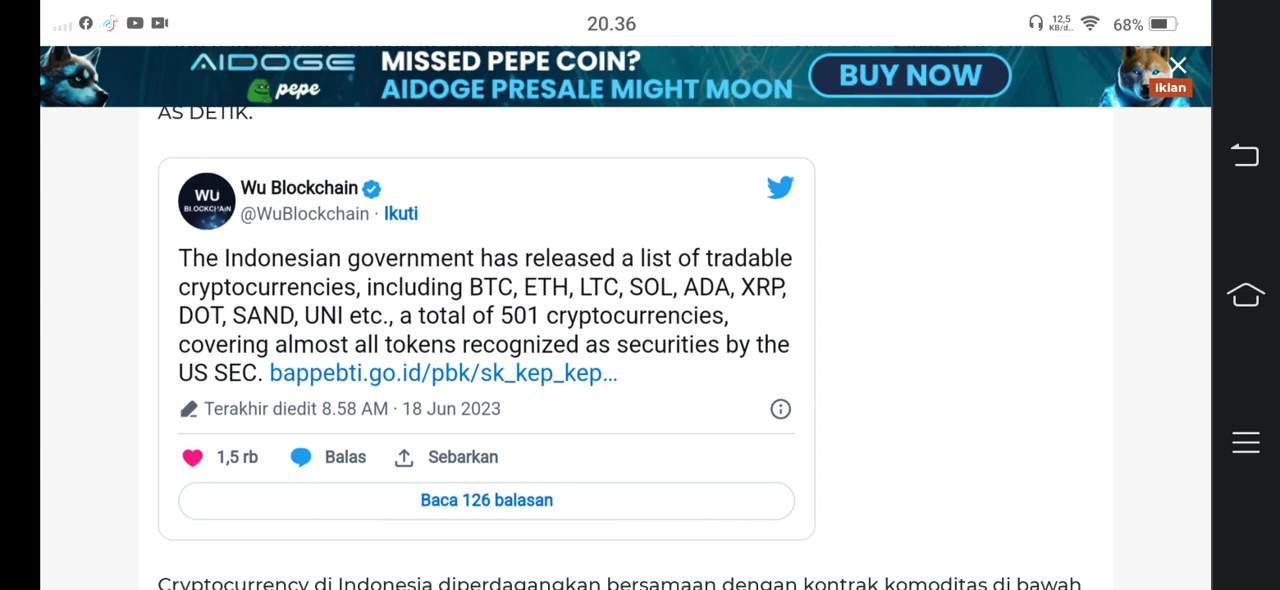 20.36
12,5
KB/d...
68%
AIDOGE
pepe
MISSED PEPE COIN?
AIDOGE PRESALE MIGHT MOON
BUY NOW
Iklan
AS DETIK.
WU
BLOCKCHAIN
Wu Blockchain
@WuBlockchain · Ikuti
The Indonesian government has released a list of tradable
cryptocurrencies, including BTC, ETH, LTC, SOL, ADA, XRP,
DOT, SAND, UNI etc., a total of 501 cryptocurrencies,
covering almost all tokens recognized as securities by the
US SEC. bappebti.go.id/pbk/sk_kep_kep...
Terakhir diedit 8.58 AM · 18 Jun 2023
1,5 rb Balas Sebarkan
Baca 126 balasan
Cryptocurrency di Indonesia diperdagangkan bersamaan dengan kontrak komoditas di bawah